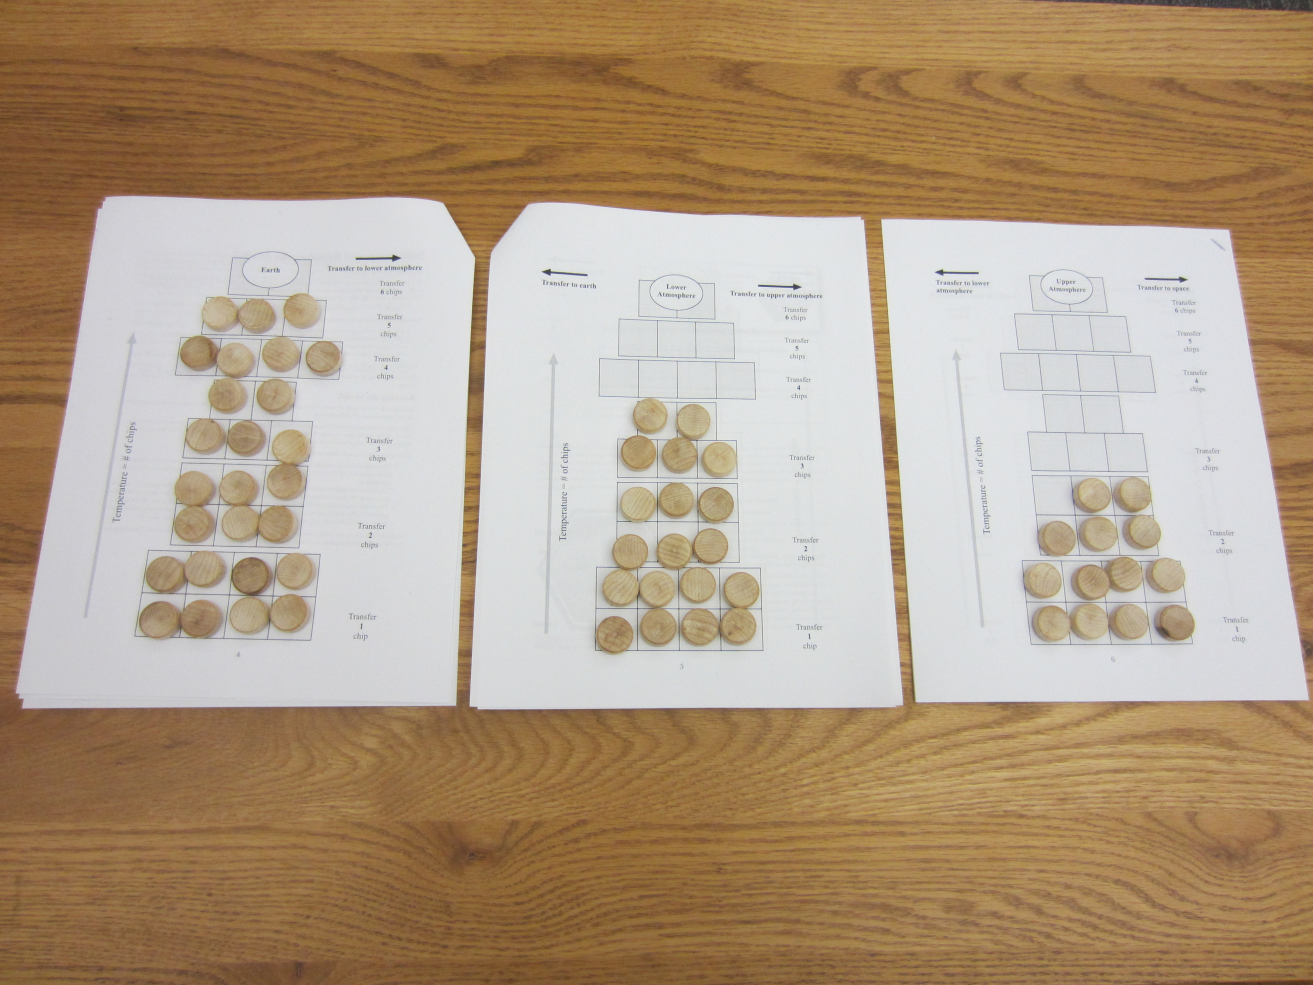 Earth
Transfer to lower atmosphere
Transfer
6 chips
Transfer
5
chips
Transfer
4
chips
Transfer
3
chips
Transfer
2
chips
Transfer
1
chip
Temperature = # of chips
4
Transfer to earth
Lower
Atmosphere
Transfer to upper atmosphere
Transfer
6 chips
Transfer
5
chips
Transfer
4
chips
Transfer
3
chips
Transfer
2
chips
Transfer
1
chip
Temperature = # of chips
5
Transfer to lower
atmosphere
Upper
Atmosphere
Transfer to space
Transfer
6 chips
Transfer
5
chips
Transfer
4
chips
Transfer
3
chips
Transfer
2
chips
Transfer
1
chip
Temperature = # of chips
6